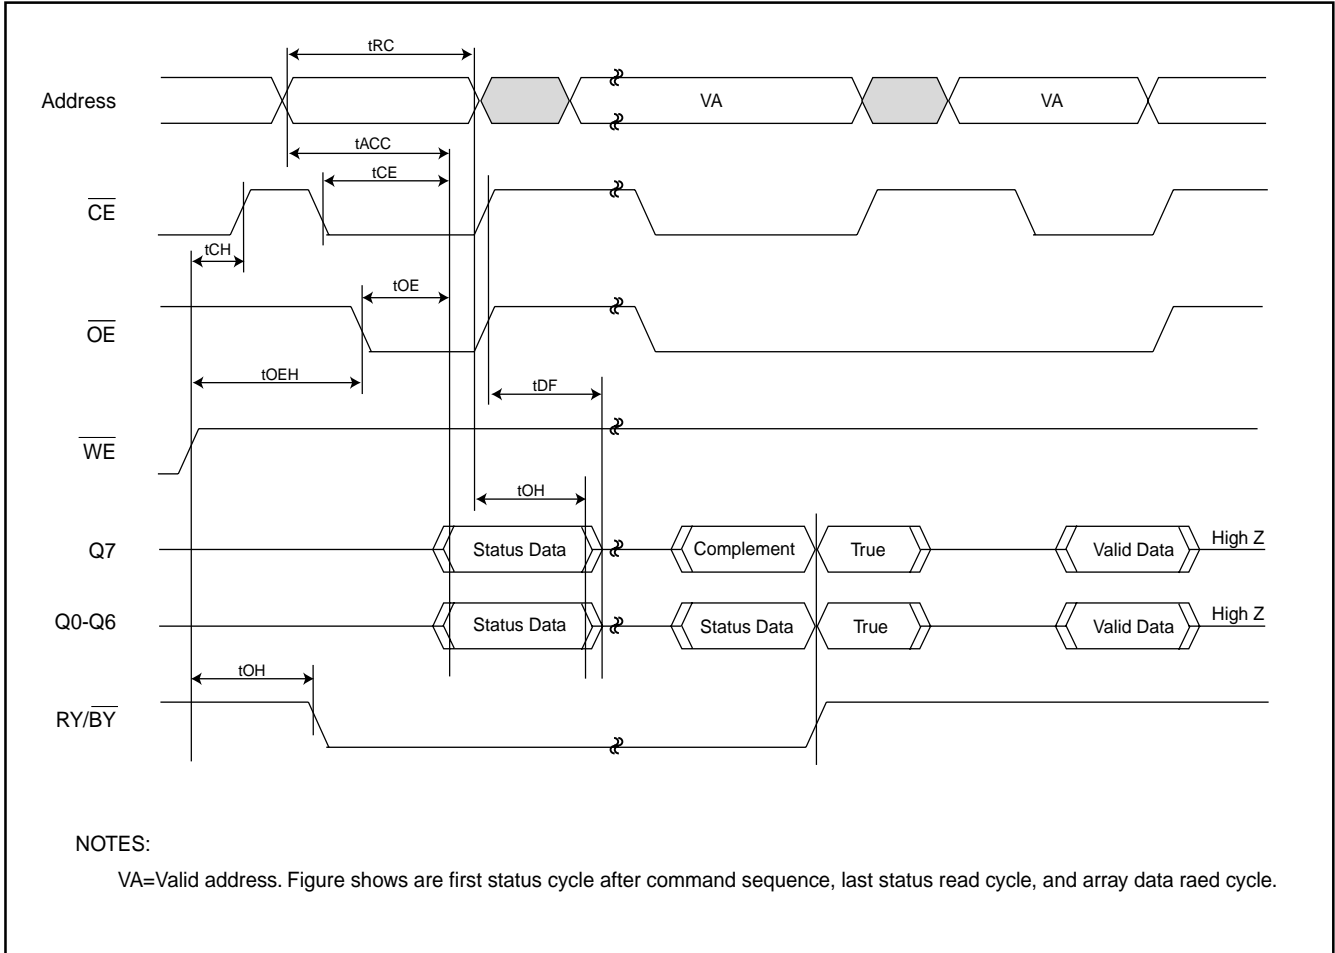 tRC
Address
VA
VA
tACC
tCE
CE
tCH
tOE
OE
tOEH
tDF
WE
tOH
Q7
Status Data
Complement
True
Valid Data
High Z
Q0-Q6
Status Data
Status Data
True
Valid Data
High Z
tOH
RY/BY
NOTES:
VA=Valid address. Figure shows are first status cycle after command sequence, last status read cycle, and array data raed cycle.